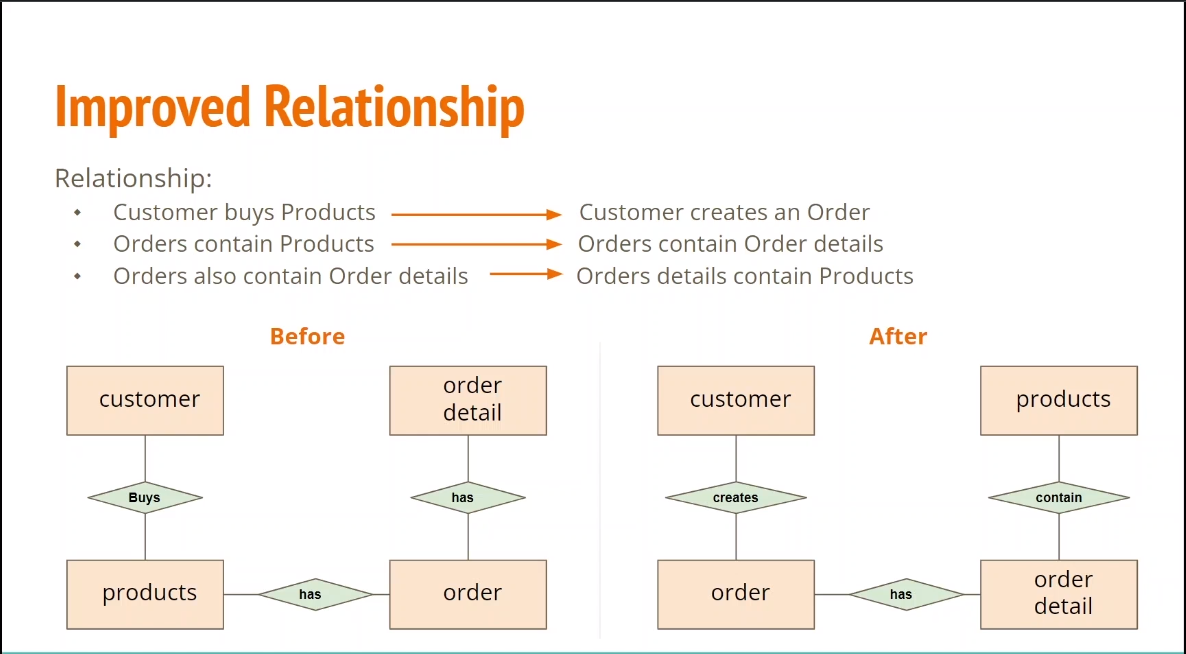 Improved Relationship
Relationship:
Customer buys Products
Customer creates an Order
Orders contain Products
Orders contain Order details
Orders also contain Order details
Orders details contain Products
Before
customer
order
detail
Buys
has
products
has
order
After
customer
products
creates
contain
order
has
order
detail